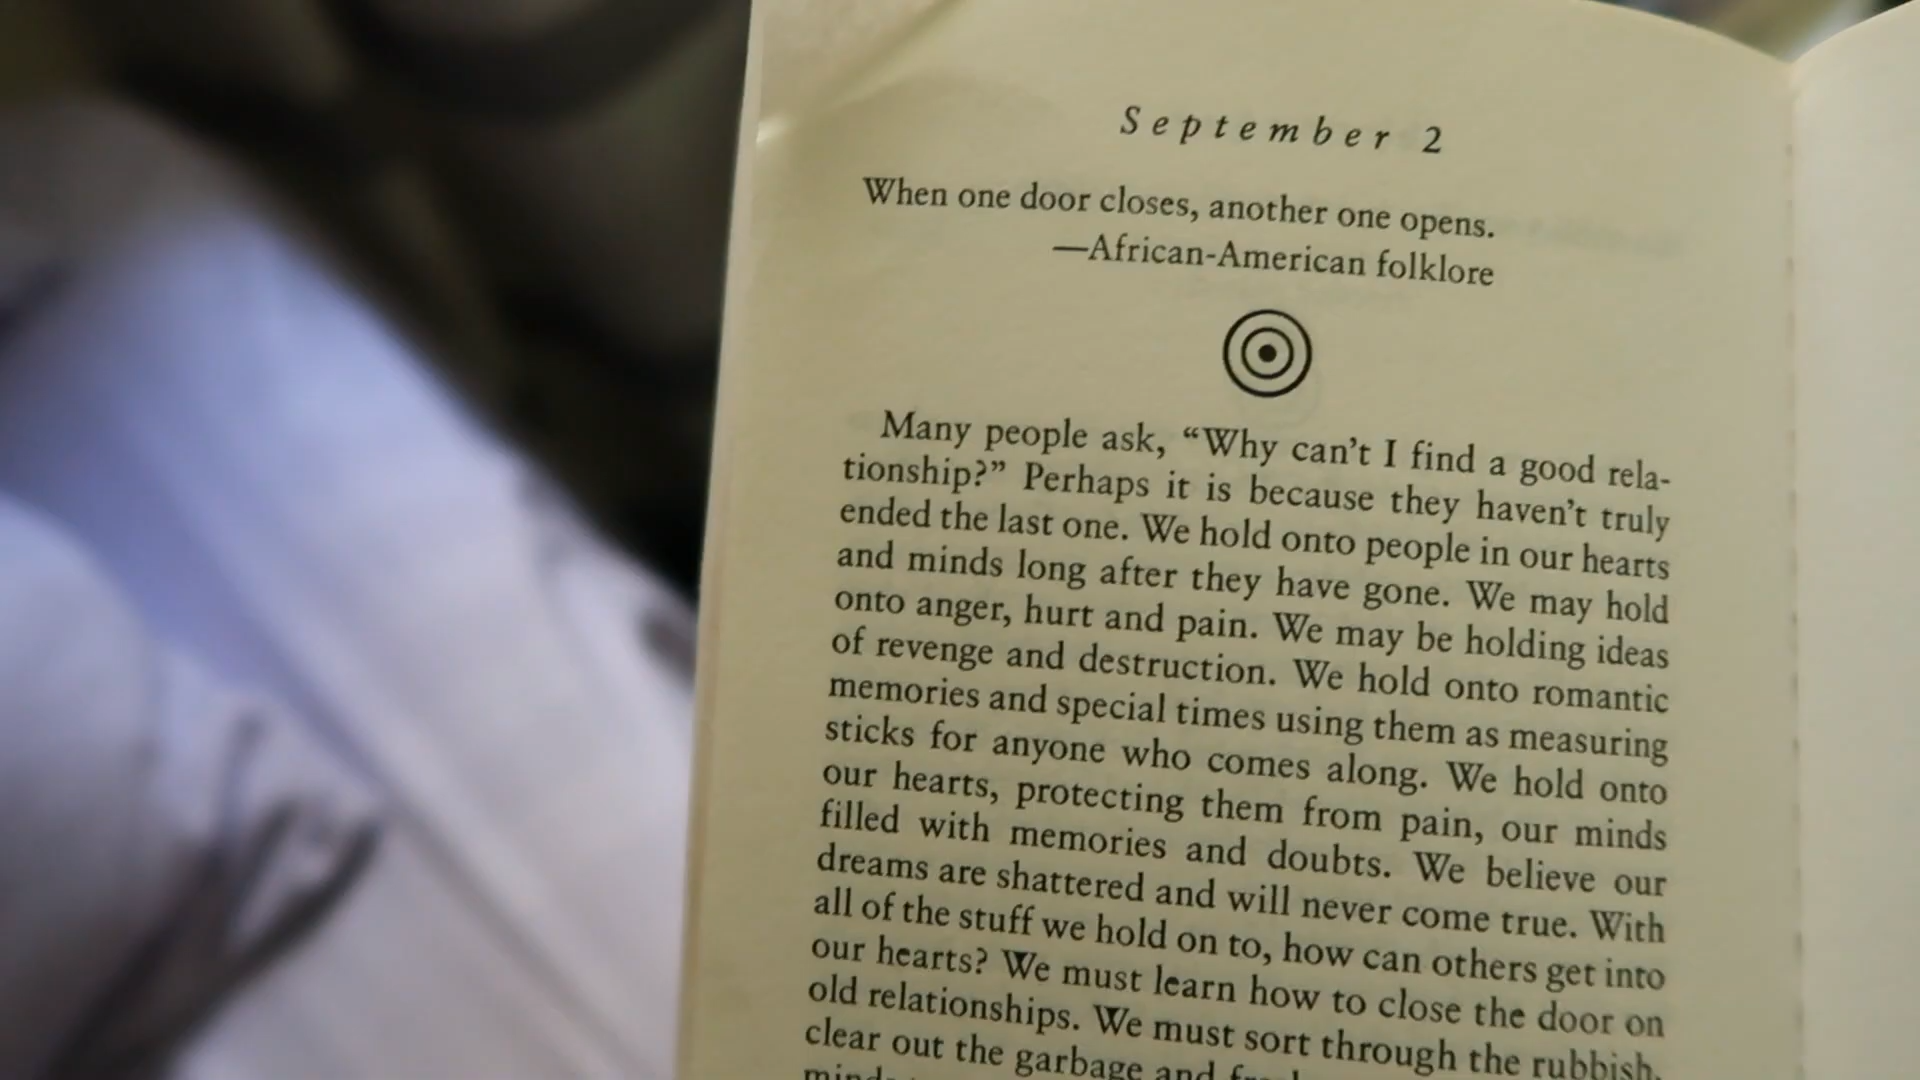 September 2
When one door closes, another one opens.
—African-American folklore
Many people ask, “Why can’t I find a good rela-
tionship?” Perhaps it is because they haven’t truly
ended the last one. We hold onto people in our hearts
and minds long after they have gone. We may hold
onto anger, hurt and pain. We may be holding ideas
of revenge and destruction. We hold onto romantic
memories and special times using them as measuring
sticks for anyone who comes along. We hold onto
our hearts, protecting them from pain, our minds
filled with memories and doubts. We believe our
dreams are shattered and will never come true. With
all of the stuff we hold on to, how can others get into
our hearts? We must learn how to close the door on
old relationships. We must sort through the rubbish,
clear out the garbage and